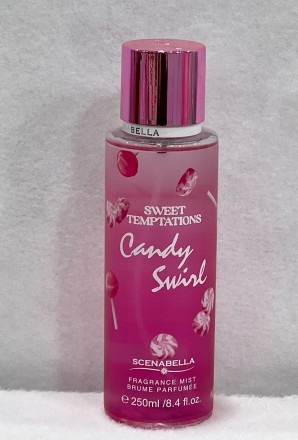 BELLA
SWEET
TEMPTATIONS
Candy
Swirl
SCENABELLA
FRAGRANCE MIST
BRUME PARFUMÉE
e 250ml /8.4 fl.oz.